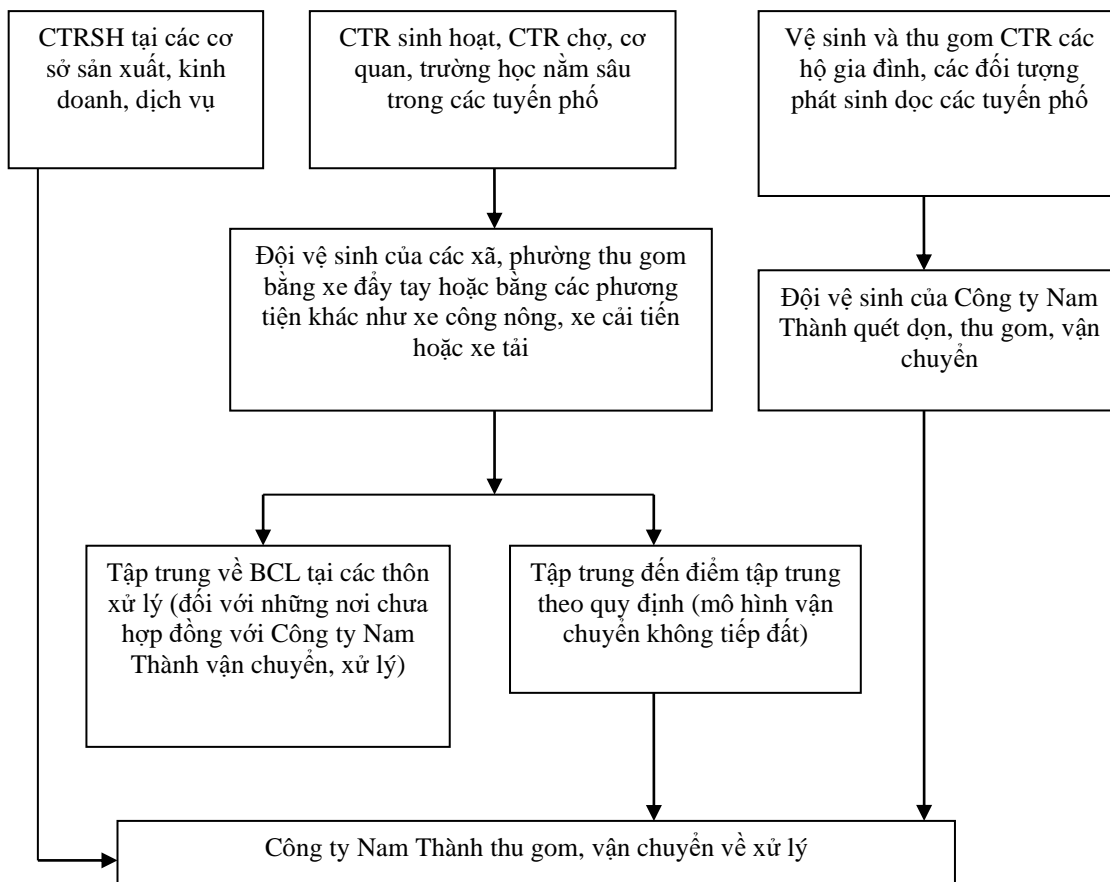 CTRSH tại các cơ
sở sản xuất, kinh
doanh, dịch vụ
CTR sinh hoạt, CTR chợ, cơ
quan, trường học nằm sâu
trong các tuyến phố
Vệ sinh và thu gom CTR các
hộ gia đình, các đối tượng
phát sinh dọc các tuyến phố
Đội vệ sinh của các xã, phường thu gom
bằng xe đẩy tay hoặc bằng các phương
tiện khác như xe công nông, xe cải tiến
hoặc xe tải
Đội vệ sinh của Công ty Nam
Thành quét dọn, thu gom, vận
chuyển
Tập trung về BCL tại các thôn
xử lý (đối với những nơi chưa
hợp đồng với Công ty Nam
Thành vận chuyển, xử lý)
Tập trung đến điểm tập trung
theo quy định (mô hình vận
chuyển không tiếp đất)
Công ty Nam Thành thu gom, vận chuyển về xử lý